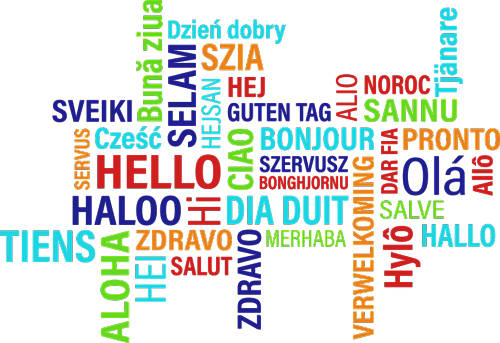 Bună ziua
Dzień dobry
SELAM
SZIA
Tjänare
HEJSAN
HEJ
ALIO
NOROC
SVEIKI
GUTEN TAG
SANNU
SERVUS
Cześć
CIAO
BONJOUR
DAR FIA
PRONTO
HELLO
SZERVUSZ
BONGHJORNU
Olá
Allô
HALOO
Hi
DIA DUIT
VERWELKOMING
SALVE
TIENS
ALOHA
ZDRAVO
HEI
SALUT
ZDRAVO
MERHABA
Hylô
HALLO